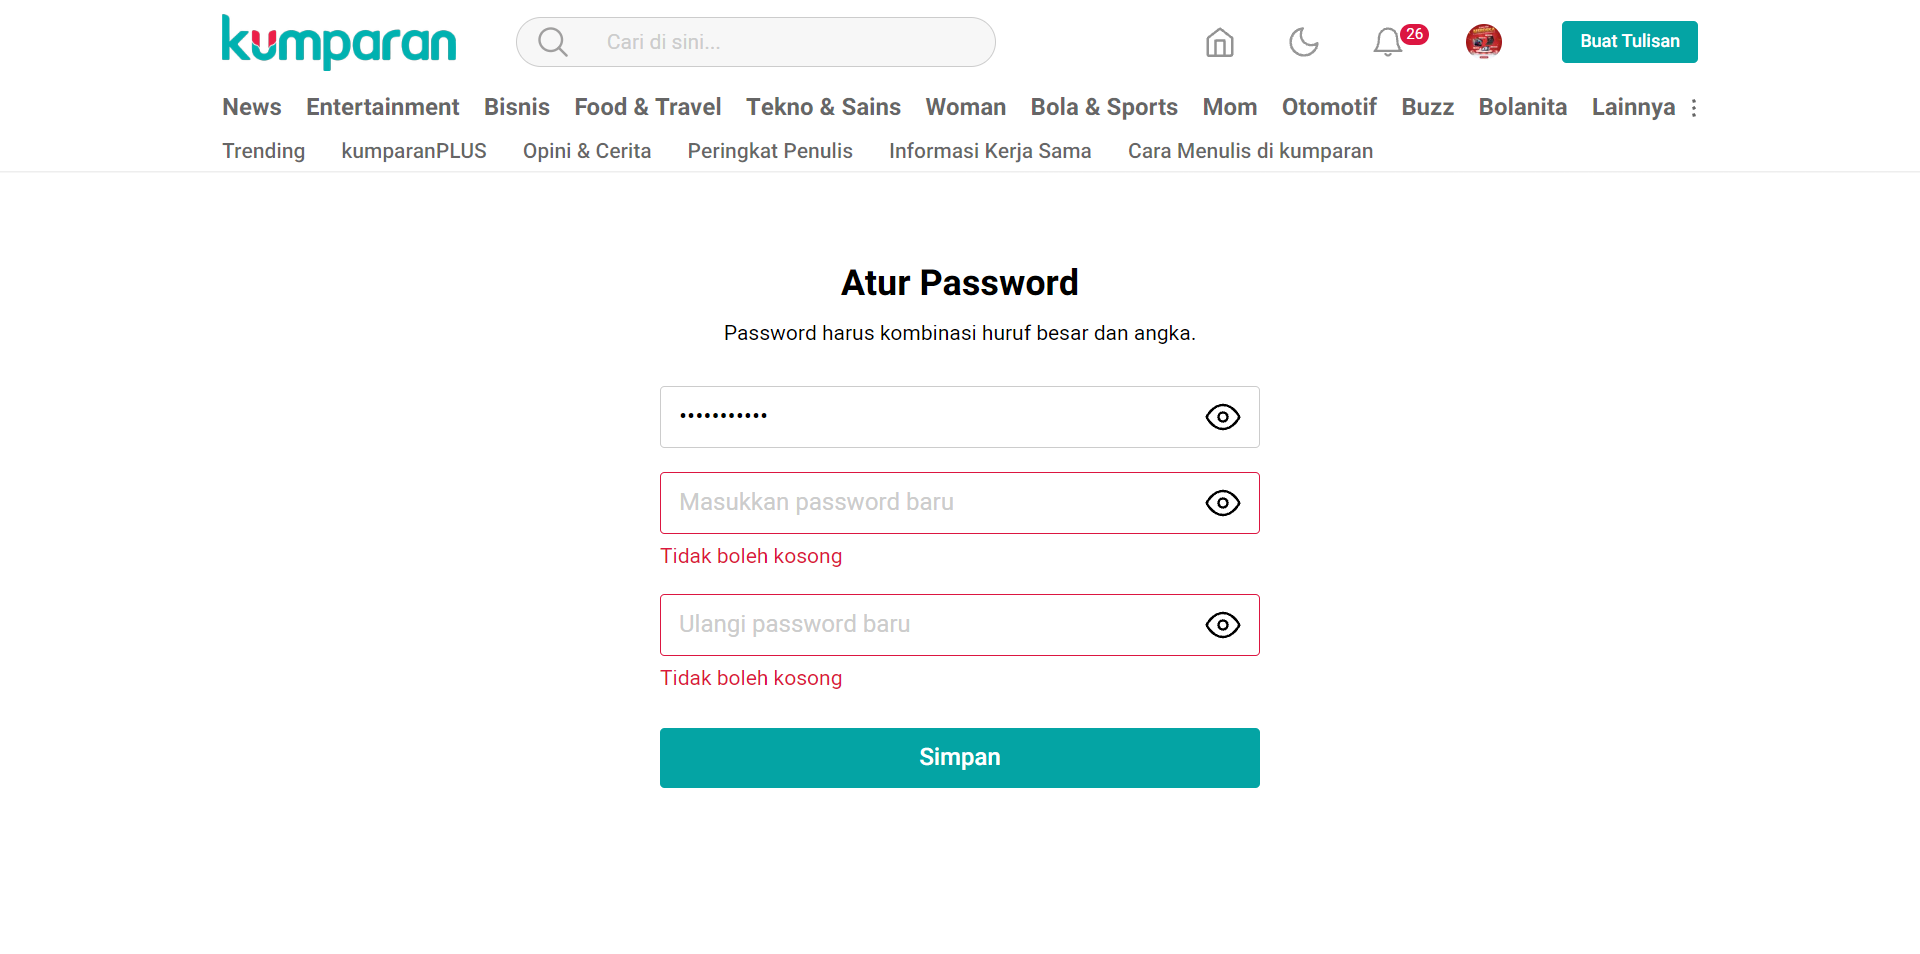 kumparan
Cari di sini...
26
Buat Tulisan
News Entertainment Bisnis Food & Travel Tekno & Sains Woman Bola & Sports Mom Otomotif Buzz Bolanita Lainnya
Trending kumparanPLUS Opini & Cerita Peringkat Penulis Informasi Kerja Sama Cara Menulis di kumparan
Atur Password
Password harus kombinasi huruf besar dan angka.
•••••••••••
Masukkan password baru
Tidak boleh kosong
Ulangi password baru
Tidak boleh kosong
Simpan